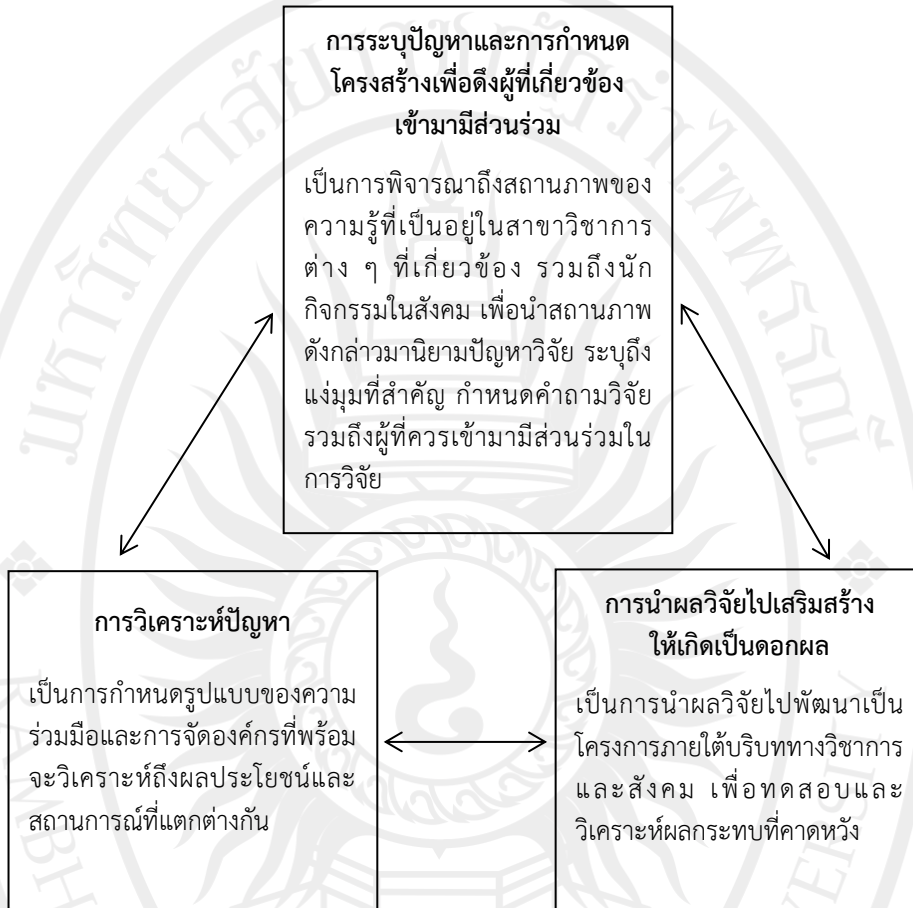 การระบุปัญหาและการกำหนด
โครงสร้างเพื่อดึงผู้ที่เกี่ยวข้อง
เข้ามามีส่วนร่วม
เป็นการพิจารณาถึงสถานภาพของ
ความรู้ที่เป็นอยู่ในสาขาวิชาการ
ต่าง ๆ ที่เกี่ยวข้อง รวมถึงนัก
กิจกรรมในสังคม เพื่อนำสถานภาพ
ดังกล่าวมานิยามปัญหาวิจัย ระบุถึง
แง่มุมที่สำคัญ กำหนดคำถามวิจัย
รวมถึงผู้ที่ควรเข้ามามีส่วนร่วมใน
การวิจัย
การวิเคราะห์ปัญหา
เป็นการกำหนดรูปแบบของความ
ร่วมมือและการจัดองค์กรที่พร้อม
จะวิเคราะห์ถึงผลประโยชน์และ
สถานการณ์ที่แตกต่างกัน
การนำผลวิจัยไปเสริมสร้าง
ให้เกิดเป็นดอกผล
เป็นการนำผลวิจัยไปพัฒนาเป็น
โครงการภายใต้บริบททางวิชาการ
และสังคม เพื่อทดสอบและ
วิเคราะห์ผลกระทบที่คาดหวัง